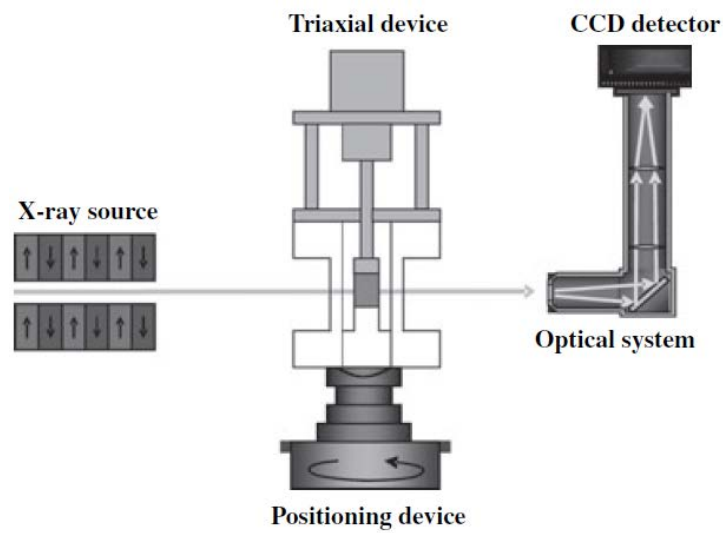 Triaxial device
CCD detector
X-ray source
Optical system
Positioning device